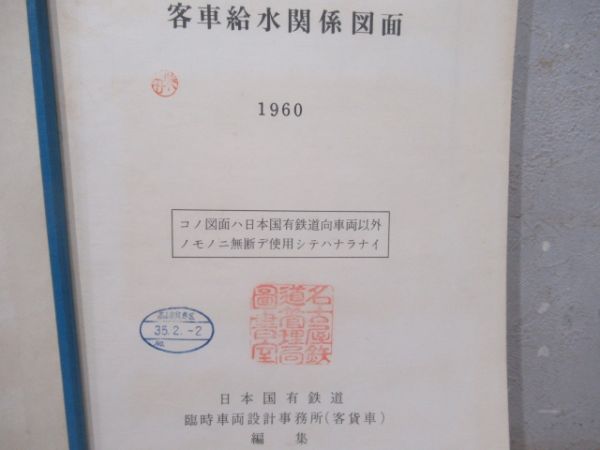 客車給水関係図面
1960
コノ図面ハ日本国有鉄道向車両以外
ノモノニ無断デ使用シテハナラナイ
名古屋鉄
道管理局
図書室
35.2.-2
日本国有鉄道
臨時車両設計事務所(客貨車)
編集